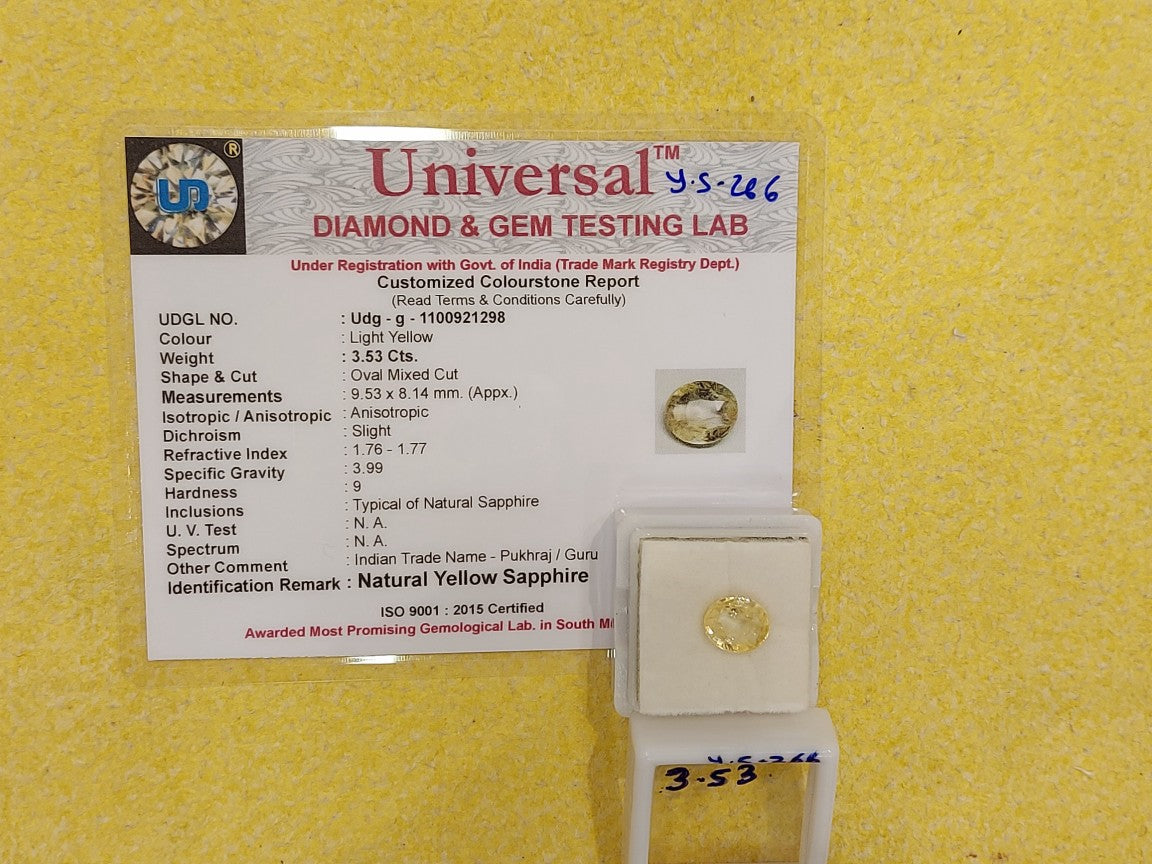 UD ®
Universal™
Y.S-266
DIAMOND & GEM TESTING LAB
Under Registration with Govt. of India (Trade Mark Registry Dept.)
Customized Colourstone Report
(Read Terms & Conditions Carefully)
UDGL NO. : Udg - g - 1100921298
Colour : Light Yellow
Weight : 3.53 Cts.
Shape & Cut : Oval Mixed Cut
Measurements : 9.53 x 8.14 mm. (Appx.)
Isotropic / Anisotropic : Anisotropic
Dichroism : Slight
Refractive Index : 1.76 - 1.77
Specific Gravity : 3.99
Hardness : 9
Inclusions : Typical of Natural Sapphire
U. V. Test : N. A.
Spectrum : N. A.
Other Comment : Indian Trade Name - Pukhraj / Guru
Identification Remark : Natural Yellow Sapphire
ISO 9001 : 2015 Certified
Awarded Most Promising Gemological Lab. in South
Y.S-266
3.53